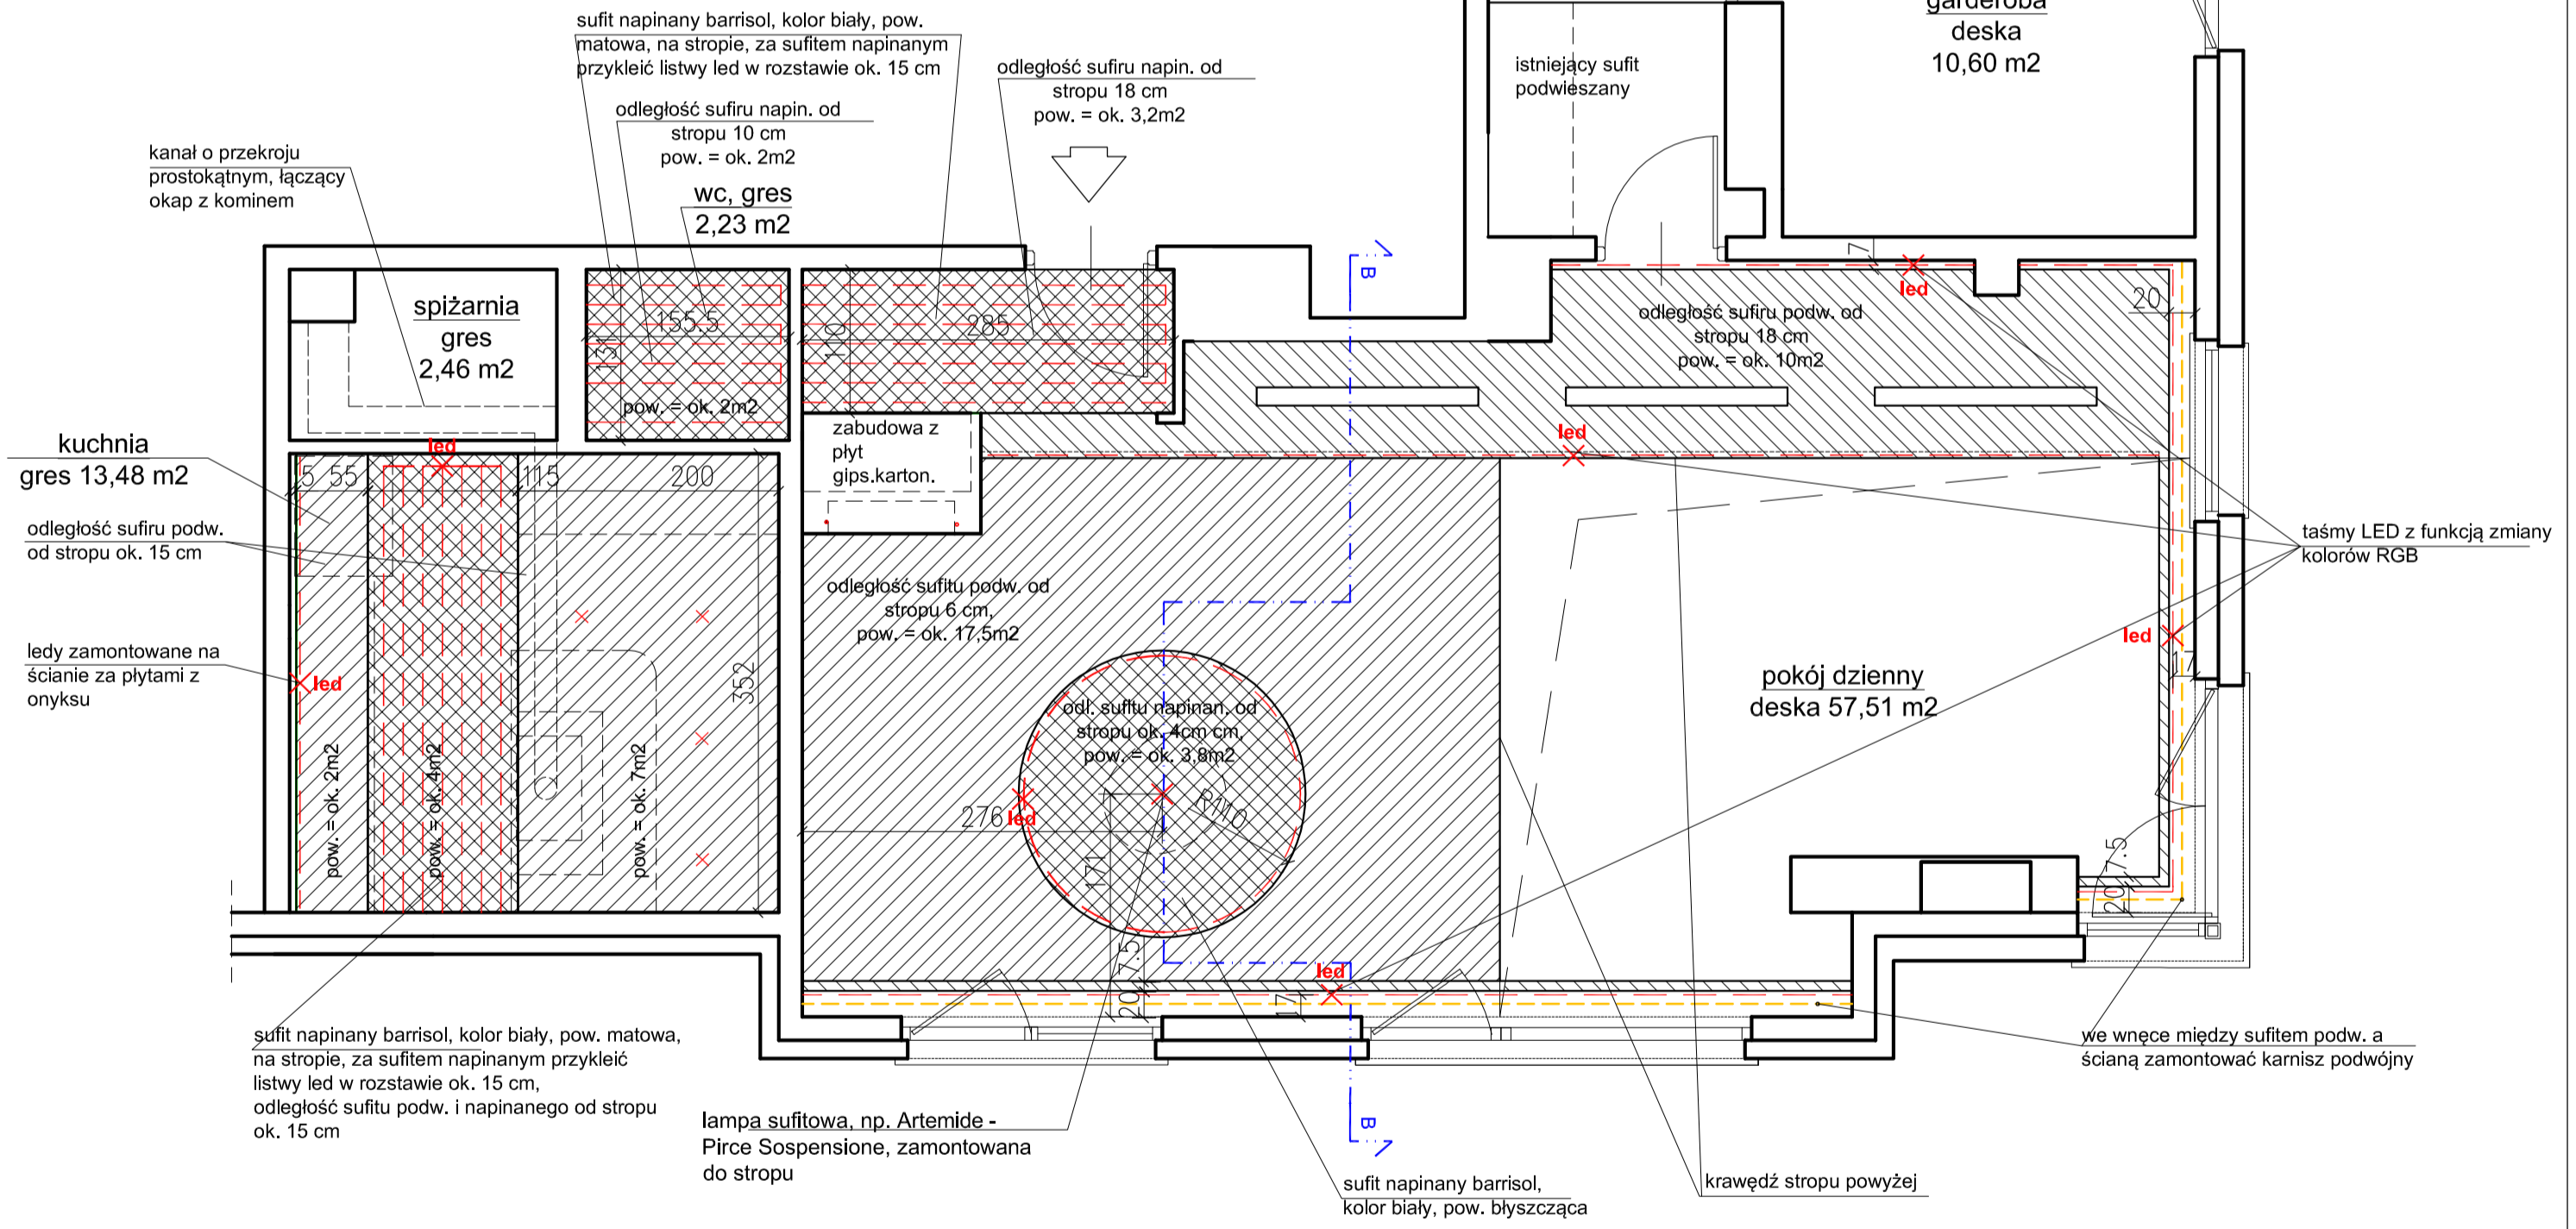 sufit napinany barrisol, kolor biały, pow.
matowa, na stropie, za sufitem napinanym
przykleić listwy led w rozstawie ok. 15 cm
odległość sufiru napin. od
stropu 10 cm
pow. = ok. 2m2
wc, gres
2,23 m2
odległość sufiru napin. od
stropu 18 cm
pow. = ok. 3,2m2
kanał o przekroju
prostokątnym, łączący
okap z kominem
istniejący sufit
podwieszany
garderoba
deska
10,60 m2
B
spiżarnia
gres
2,46 m2
155.5
131
pow. = ok. 2m2
110
285
17
led
20
odległość sufiru podw. od
stropu 18 cm
pow. = ok. 10m2
kuchnia
gres 13,48 m2
led
5
55
115
200
zabudowa z
płyt
gips.karton.
led
odległość sufiru podw.
od stropu ok. 15 cm
taśmy LED z funkcją zmiany
kolorów RGB
odległość sufitu podw. od
stropu 6 cm,
pow. = ok. 17,5m2
ledy zamontowane na
ścianie za płytami z
onyksu
led
352
pow. = ok. 2m2
pow. = ok. 4m2
pow. = ok. 7m2
odl. sufitu napinan. od
stropu ok. 4cm cm,
pow. = ok. 3,8m2
276
led
R110
171
led
17
pokój dzienny
deska 57,51 m2
20
7.5
20
7.5
17
led
sufit napinany barrisol, kolor biały, pow. matowa,
na stropie, za sufitem napinanym przykleić
listwy led w rozstawie ok. 15 cm,
odległość sufitu podw. i napinanego od stropu
ok. 15 cm
lampa sufitowa, np. Artemide -
Pirce Sospensione, zamontowana
do stropu
B
sufit napinany barrisol,
kolor biały, pow. błyszcząca
krawędź stropu powyżej
we wnęce między sufitem podw. a
ścianą zamontować karnisz podwójny